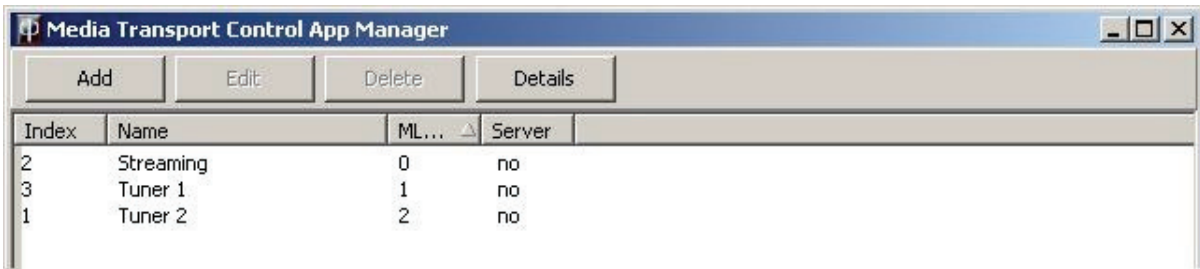 Media Transport Control App Manager
Add Edit Delete Details
Index Name ML... Server
2 Streaming 0 no
3 Tuner 1 1 no
1 Tuner 2 2 no